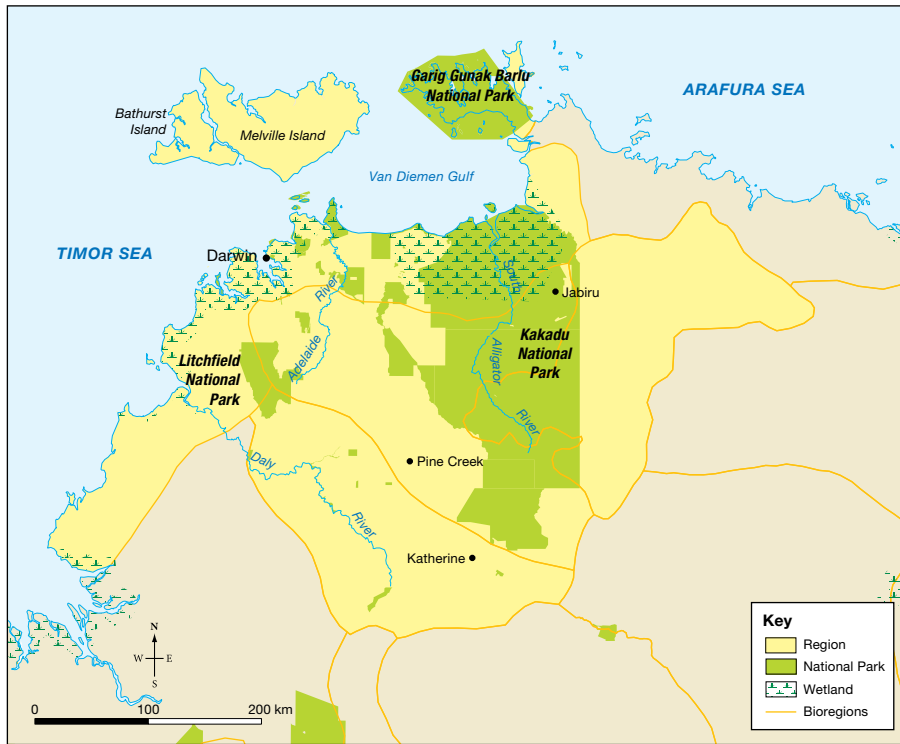 Garig Gunak Barlu
National Park
ARAFURA SEA
Bathurst
Island
Melville Island
Van Diemen Gulf
TIMOR SEA
Darwin
River
Adelaide
South
Alligator
River
Jabiru
Kakadu
National
Park
Litchfield
National
Park
Daly
River
Pine Creek
Katherine
N
W
E
S
0
100
200 km
Key
Region
National Park
Wetland
Bioregions